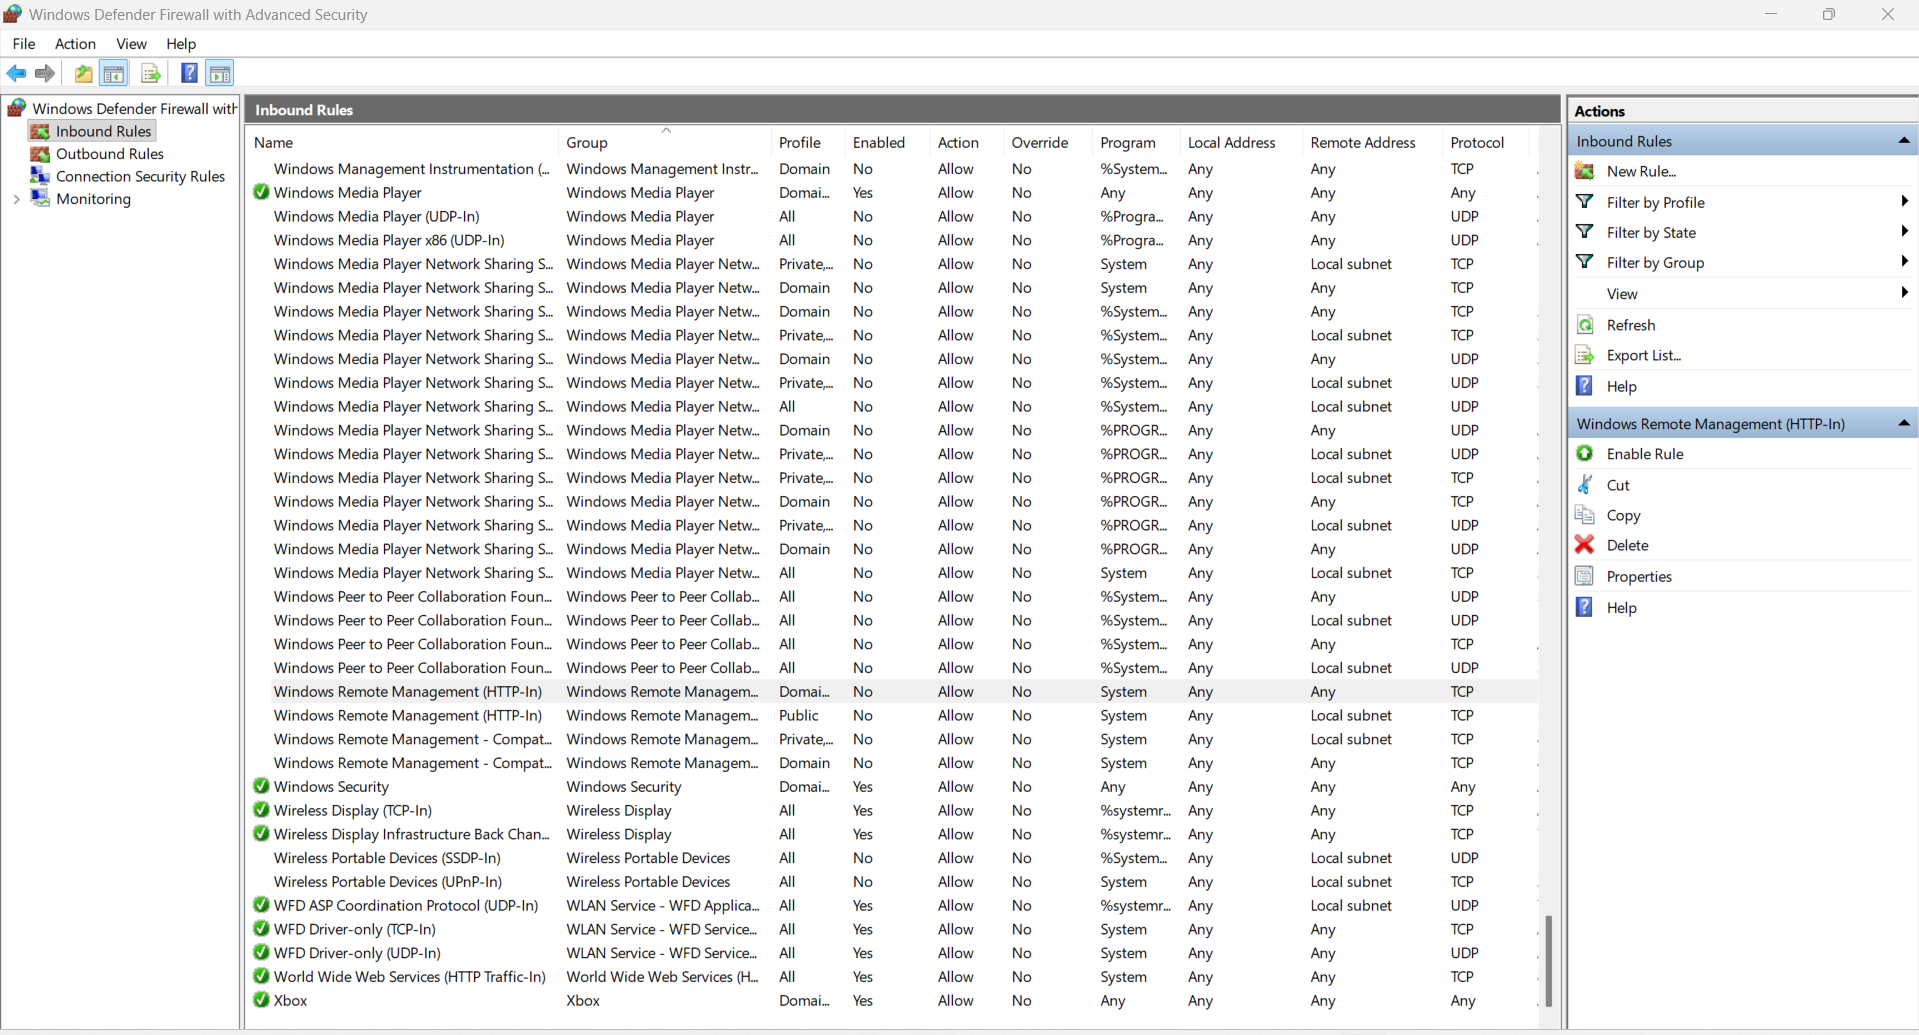 Windows Defender Firewall with Advanced Security
File Action View Help
Windows Defender Firewall with
Inbound Rules
Outbound Rules
Connection Security Rules
Monitoring
Inbound Rules
Name Group Profile Enabled Action Override Program Local Address Remote Address Protocol
Windows Management Instrumentation (... Windows Management Instr... Domain No Allow No %System... Any Any TCP
Windows Media Player Windows Media Player Domai... Yes Allow No Any Any Any Any
Windows Media Player (UDP-In) Windows Media Player All No Allow No %Progra... Any Any UDP
Windows Media Player x86 (UDP-In) Windows Media Player All No Allow No %Progra... Any Any UDP
Windows Media Player Network Sharing S... Windows Media Player Netw... Private,... No Allow No System Any Local subnet TCP
Windows Media Player Network Sharing S... Windows Media Player Netw... Domain No Allow No System Any Any TCP
Windows Media Player Network Sharing S... Windows Media Player Netw... Domain No Allow No %System... Any Any TCP
Windows Media Player Network Sharing S... Windows Media Player Netw... Private,... No Allow No %System... Any Local subnet TCP
Windows Media Player Network Sharing S... Windows Media Player Netw... Domain No Allow No %System... Any Any UDP
Windows Media Player Network Sharing S... Windows Media Player Netw... Private,... No Allow No %System... Any Local subnet UDP
Windows Media Player Network Sharing S... Windows Media Player Netw... All No Allow No %System... Any Local subnet UDP
Windows Media Player Network Sharing S... Windows Media Player Netw... Domain No Allow No %PROGR... Any Any UDP
Windows Media Player Network Sharing S... Windows Media Player Netw... Private,... No Allow No %PROGR... Any Local subnet UDP
Windows Media Player Network Sharing S... Windows Media Player Netw... Private,... No Allow No %PROGR... Any Local subnet TCP
Windows Media Player Network Sharing S... Windows Media Player Netw... Domain No Allow No %PROGR... Any Any TCP
Windows Media Player Network Sharing S... Windows Media Player Netw... Private,... No Allow No %PROGR... Any Local subnet UDP
Windows Media Player Network Sharing S... Windows Media Player Netw... Domain No Allow No %PROGR... Any Any UDP
Windows Media Player Network Sharing S... Windows Media Player Netw... All No Allow No System Any Local subnet TCP
Windows Peer to Peer Collaboration Foun... Windows Peer to Peer Collab... All No Allow No %System... Any Any UDP
Windows Peer to Peer Collaboration Foun... Windows Peer to Peer Collab... All No Allow No %System... Any Local subnet UDP
Windows Peer to Peer Collaboration Foun... Windows Peer to Peer Collab... All No Allow No %System... Any Any TCP
Windows Peer to Peer Collaboration Foun... Windows Peer to Peer Collab... All No Allow No %System... Any Local subnet UDP
Windows Remote Management (HTTP-In) Windows Remote Managem... Domai... No Allow No System Any Any TCP
Windows Remote Management (HTTP-In) Windows Remote Managem... Public No Allow No System Any Local subnet TCP
Windows Remote Management - Compat... Windows Remote Managem... Private,... No Allow No System Any Local subnet TCP
Windows Remote Management - Compat... Windows Remote Managem... Domain No Allow No System Any Any TCP
Windows Security Windows Security Domai... Yes Allow No Any Any Any Any
Wireless Display (TCP-In) Wireless Display All Yes Allow No %systemr... Any Any TCP
Wireless Display Infrastructure Back Chan... Wireless Display All Yes Allow No %systemr... Any Any TCP
Wireless Portable Devices (SSDP-In) Wireless Portable Devices All No Allow No %System... Any Local subnet UDP
Wireless Portable Devices (UPnP-In) Wireless Portable Devices All No Allow No System Any Local subnet TCP
WFD ASP Coordination Protocol (UDP-In) WLAN Service - WFD Applica... All Yes Allow No %systemr... Any Local subnet UDP
WFD Driver-only (TCP-In) WLAN Service - WFD Service... All Yes Allow No System Any Any TCP
WFD Driver-only (UDP-In) WLAN Service - WFD Service... All Yes Allow No System Any Any UDP
World Wide Web Services (HTTP Traffic-In) World Wide Web Services (H... All Yes Allow No System Any Any TCP
Xbox Xbox Domai... Yes Allow No Any Any Any Any
Actions
Inbound Rules
New Rule...
Filter by Profile
Filter by State
Filter by Group
View
Refresh
Export List...
Help
Windows Remote Management (HTTP-In)
Enable Rule
Cut
Copy
Delete
Properties
Help